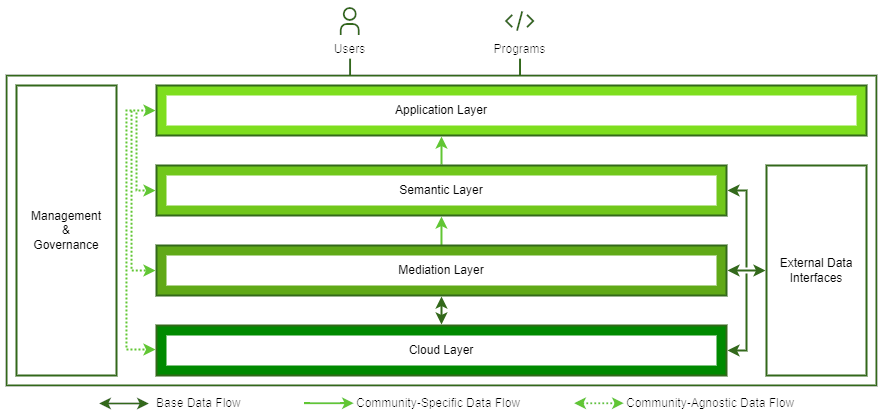 Users
Programs
Application Layer
Semantic Layer
Management
&
Governance
Mediation Layer
External Data
Interfaces
Cloud Layer
Base Data Flow
Community-Specific Data Flow
Community-Agnostic Data Flow